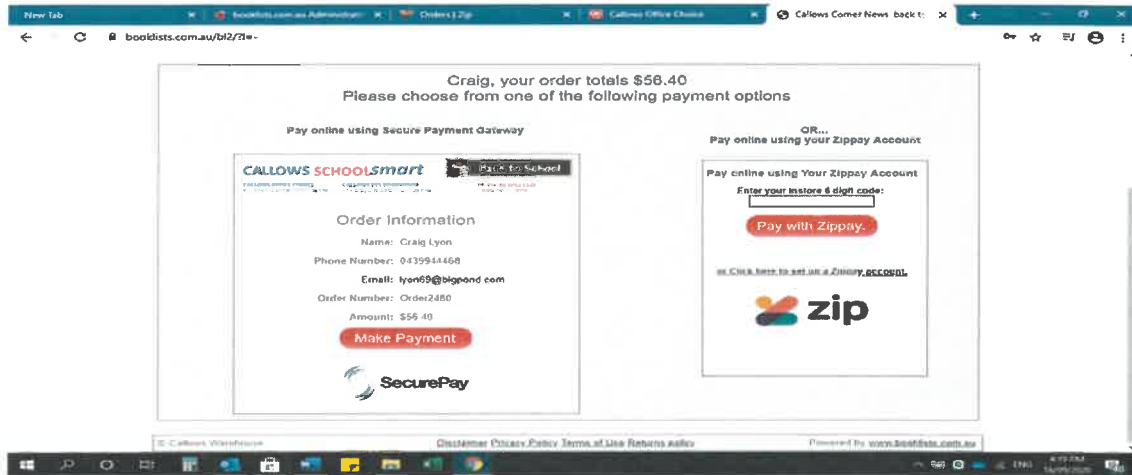 New Tab
booklists.com.au Administrat
Orders | Zip
Callows Office Choice
Callows Corner News back t
booklists.com.au/bl2/?l=-
Craig, your order totals $56.40
Please choose from one of the following payment options
Pay online using Secure Payment Gateway
OR...
Pay online using your Zippay Account
CALLOWS SCHOOLsmart
Back to School
Order Information
Name: Craig Lyon
Phone Number: 0439944468
Email: lyon69@bigpond.com
Order Number: Order2480
Amount: $56.40
Make Payment
SecurePay
Pay online using Your Zippay Account
Enter your instore 6 digit code:
Pay with Zippay.
or Click here to set up a Zippay account.
zip
© Callows Warehouse
Disclaimer Privacy Policy Terms of Use Returns policy
Powered by www.booklists.com.au
ENG